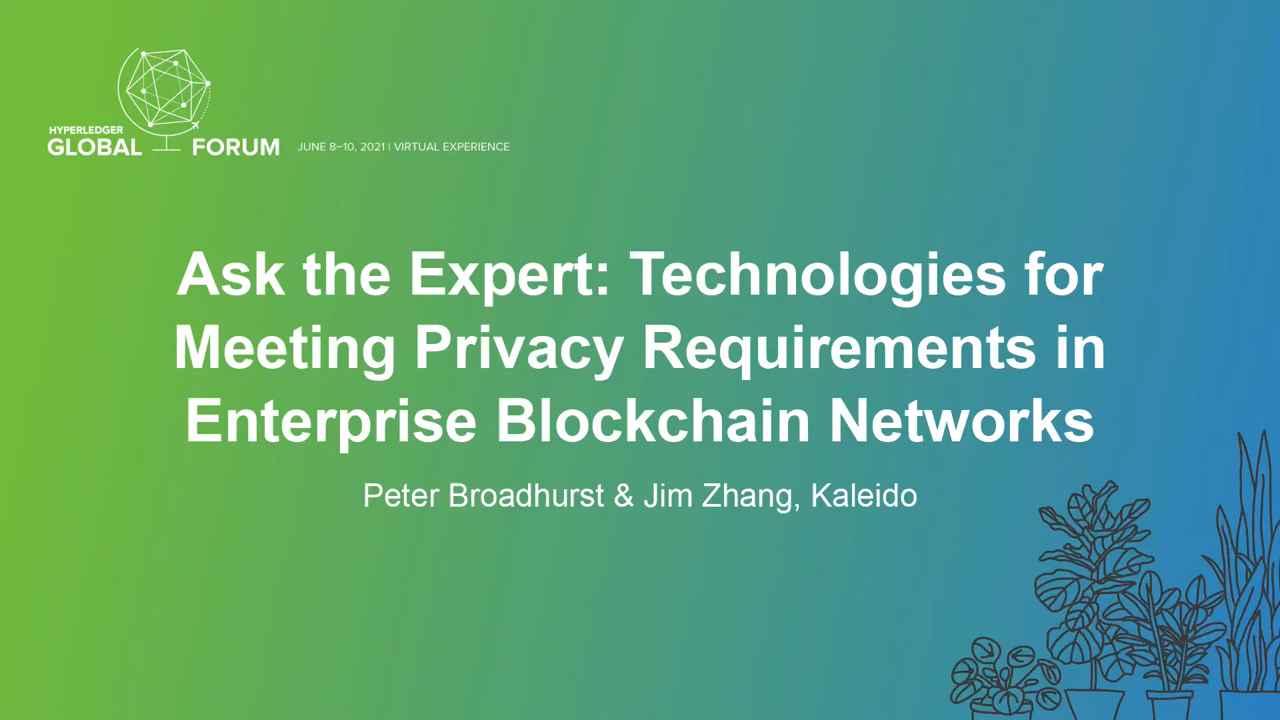 HYPERLEDGER
GLOBAL FORUM
JUNE 8–10, 2021 | VIRTUAL EXPERIENCE
Ask the Expert: Technologies for
Meeting Privacy Requirements in
Enterprise Blockchain Networks
Peter Broadhurst & Jim Zhang, Kaleido